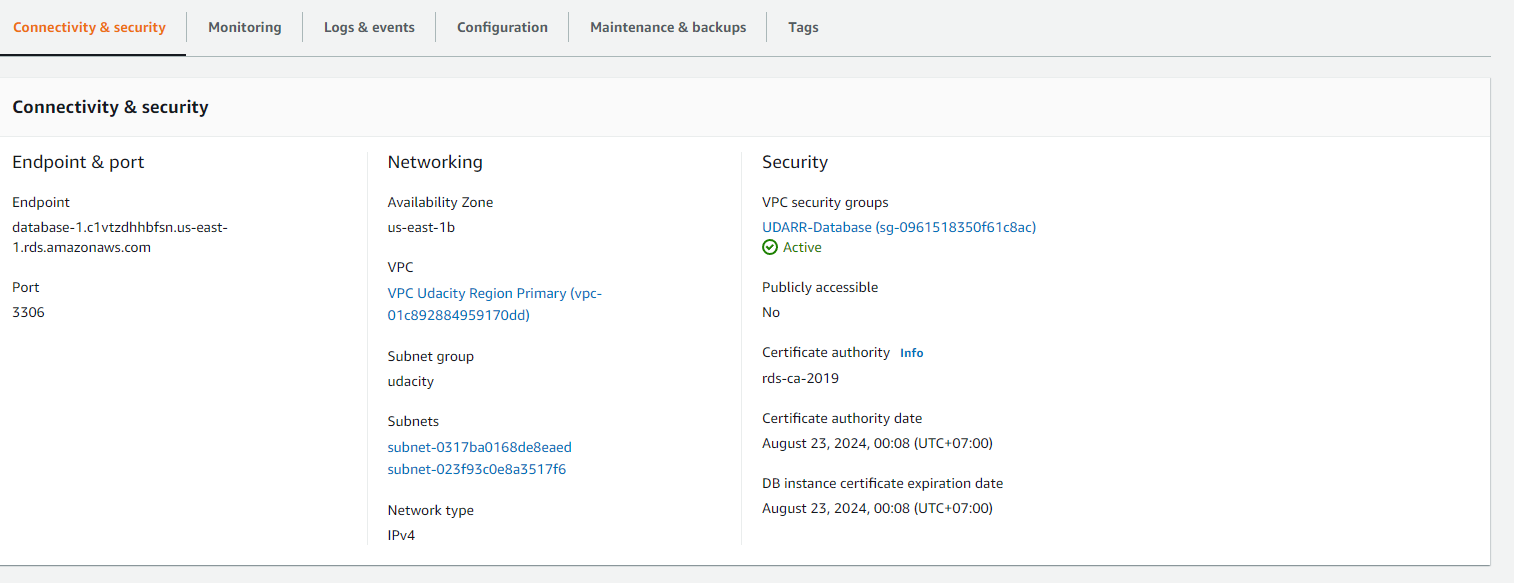 Connectivity & security
Monitoring
Logs & events
Configuration
Maintenance & backups
Tags
Connectivity & security
Endpoint & port
Endpoint
database-1.c1vtzdhhbfsn.us-east-
1.rds.amazonaws.com
Port
3306
Networking
Availability Zone
us-east-1b
VPC
VPC Udacity Region Primary (vpc-
01c892884959170dd)
Subnet group
udacity
Subnets
subnet-0317ba0168de8eaed
subnet-023f93c0e8a3517f6
Network type
IPv4
Security
VPC security groups
UDARR-Database (sg-0961518350f61c8ac)
Active
Publicly accessible
No
Certificate authority Info
rds-ca-2019
Certificate authority date
August 23, 2024, 00:08 (UTC+07:00)
DB instance certificate expiration date
August 23, 2024, 00:08 (UTC+07:00)